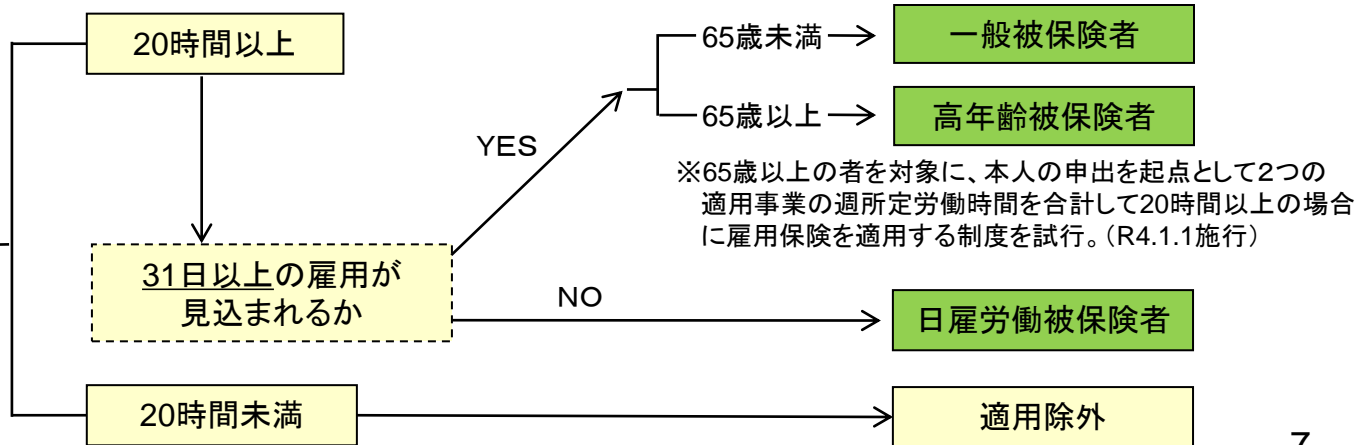 20時間以上
65歳未満
一般被保険者
65歳以上
高年齢被保険者
YES
※65歳以上の者を対象に、本人の申出を起点として２つの
適用事業の週所定労働時間を合計して20時間以上の場合
に雇用保険を適用する制度を試行。（R4.1.1施行）
31日以上の雇用が
見込まれるか
NO
日雇労働被保険者
20時間未満
適用除外